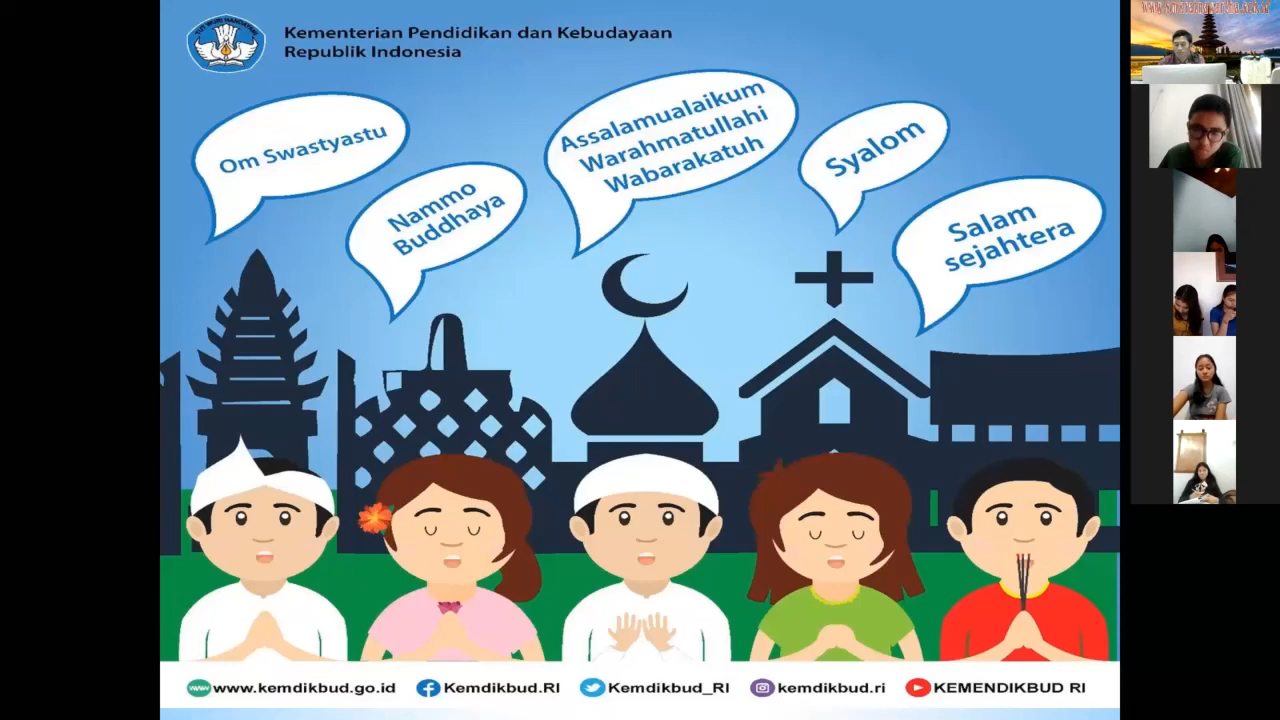 Kementerian Pendidikan dan Kebudayaan
Republik Indonesia
Om Swastyastu
Nammo
Buddhaya
Assalamualaikum
Warahmatullahi
Wabarakatuh
Syalom
Salam
sejahtera
www.kemdikbud.go.id
Kemdikbud.RI
Kemdikbud_RI
kemdikbud.ri
KEMENDIKBUD RI